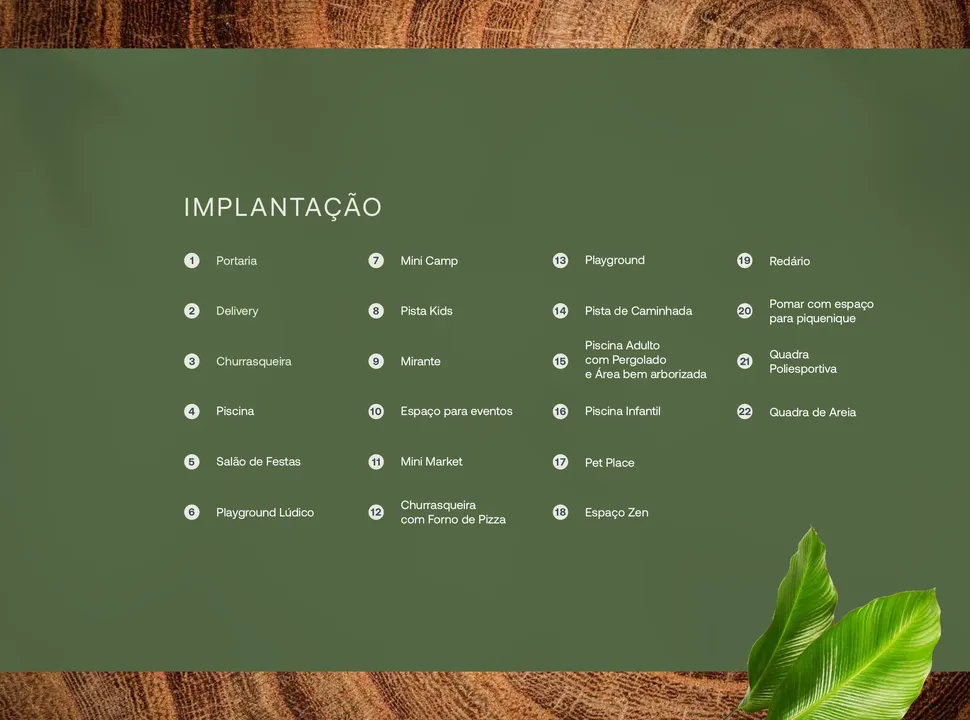 IMPLANTAÇÃO
1 Portaria
2 Delivery
3 Churrasqueira
4 Piscina
5 Salão de Festas
6 Playground Lúdico
7 Mini Camp
8 Pista Kids
9 Mirante
10 Espaço para eventos
11 Mini Market
12 Churrasqueira
com Forno de Pizza
13 Playground
14 Pista de Caminhada
15 Piscina Adulto
com Pergolado
e Área bem arborizada
16 Piscina Infantil
17 Pet Place
18 Espaço Zen
19 Redário
20 Pomar com espaço
para piquenique
21 Quadra
Poliesportiva
22 Quadra de Areia